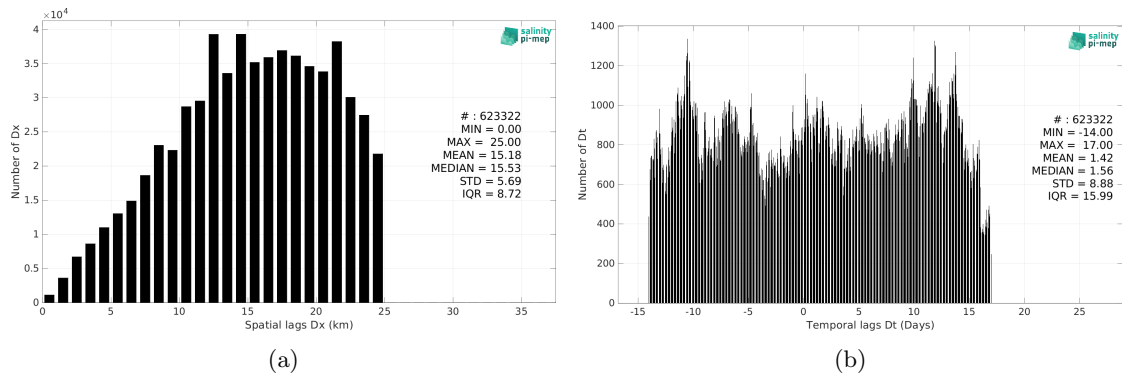 ×10⁴
4
3.5
3
2.5
2
1.5
1
0.5
0
Number of Dx
salinity
pi-mep
# : 623322
MIN = 0.00
MAX = 25.00
MEAN = 15.18
MEDIAN = 15.53
STD = 5.69
IQR = 8.72
0 5 10 15 20 25 30 35
Spatial lags Dx (km)
(a)
1400
1200
1000
800
600
400
200
0
Number of Dt
salinity
pi-mep
# : 623322
MIN = -14.00
MAX = 17.00
MEAN = 1.42
MEDIAN = 1.56
STD = 8.88
IQR = 15.99
-15 -10 -5 0 5 10 15 20 25
Temporal lags Dt (Days)
(b)